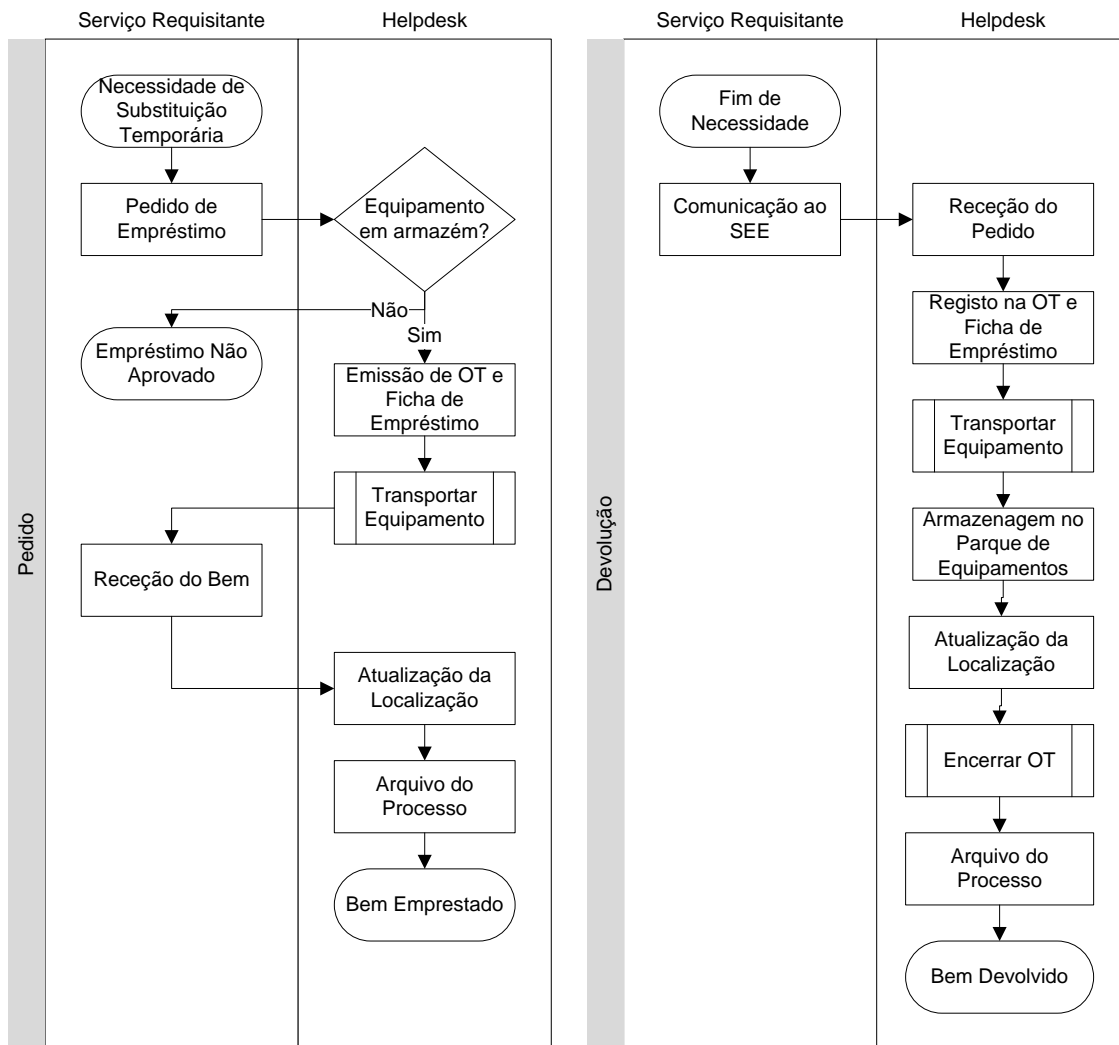 Serviço Requisitante
Helpdesk
Pedido
Necessidade de
Substituição
Temporária
Pedido de
Empréstimo
Equipamento
em armazém?
Não
Sim
Empréstimo Não
Aprovado
Emissão de OT e
Ficha de
Empréstimo
Transportar
Equipamento
Receção do Bem
Atualização da
Localização
Arquivo do
Processo
Bem Emprestado
Serviço Requisitante
Helpdesk
Devolução
Fim de
Necessidade
Comunicação ao
SEE
Receção do
Pedido
Registo na OT e
Ficha de
Empréstimo
Transportar
Equipamento
Armazenagem no
Parque de
Equipamentos
Atualização da
Localização
Encerrar OT
Arquivo do
Processo
Bem Devolvido